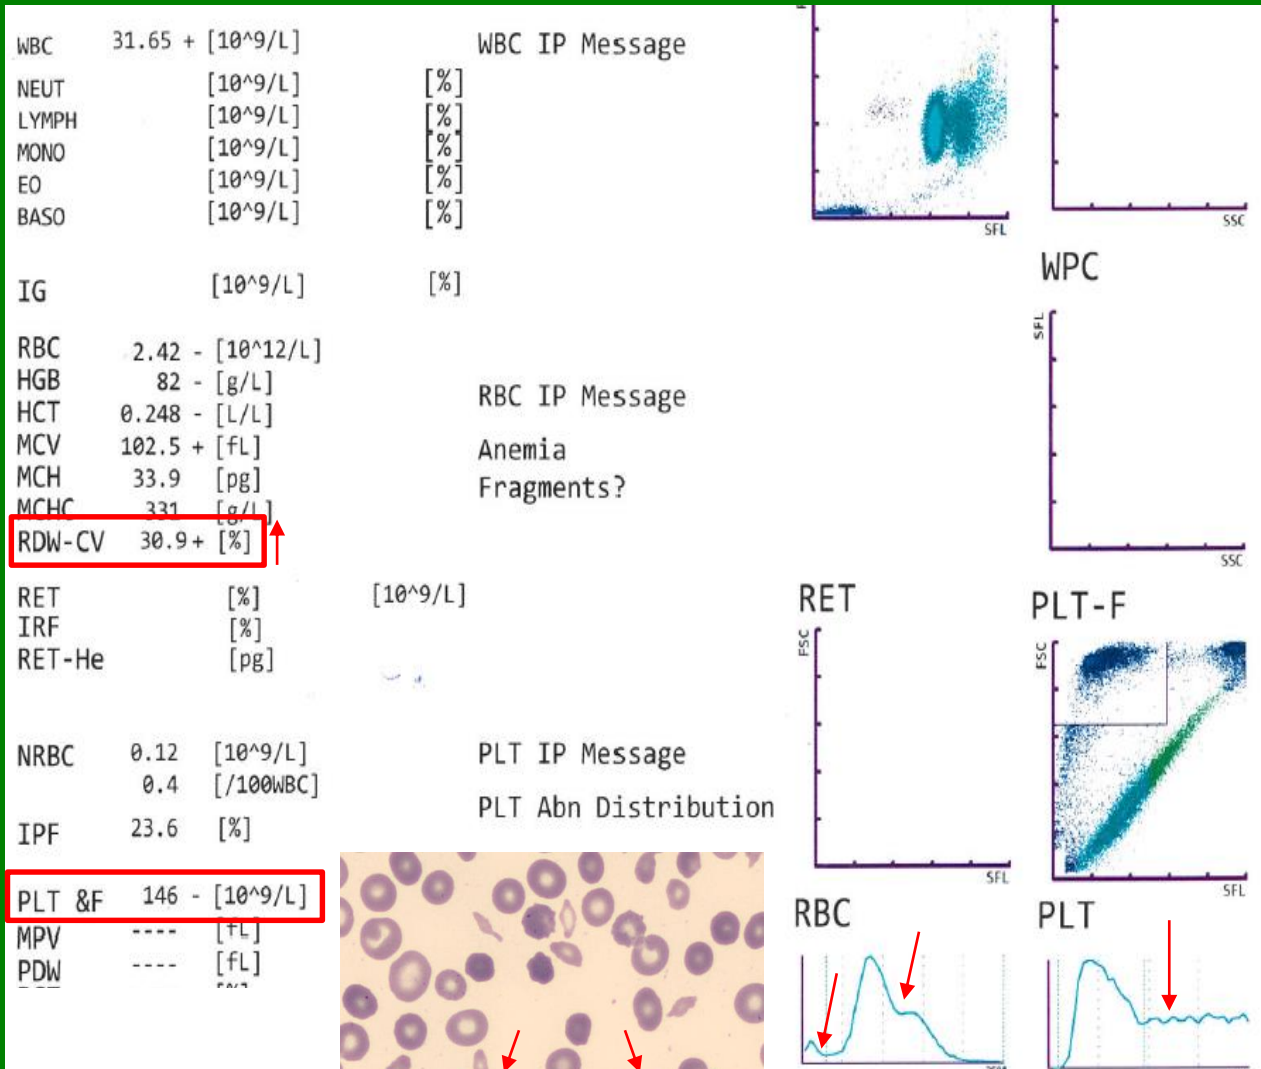 WBC 31.65 + [10^9/L]
WBC IP Message
NEUT [10^9/L] [%]
LYMPH [10^9/L] [%]
MONO [10^9/L] [%]
EO [10^9/L] [%]
BASO [10^9/L] [%]
SFL
SSC
IG [10^9/L] [%]
WPC
SFL
SSC
RBC 2.42 - [10^12/L]
HGB 82 - [g/L]
HCT 0.248 - [L/L]
MCV 102.5 + [fL]
MCH 33.9 [pg]
MCHC 331 [g/L]
RDW-CV 30.9 + [%]
RBC IP Message
Anemia
Fragments?
RET [%] [10^9/L]
IRF [%]
RET-He [pg]
RET
FSC
SFL
PLT-F
FSC
SFL
NRBC 0.12 [10^9/L]
0.4 [/100WBC]
IPF 23.6 [%]
PLT IP Message
PLT Abn Distribution
PLT &F 146 - [10^9/L]
MPV ---- [fL]
PDW ---- [fL]
RBC
PLT